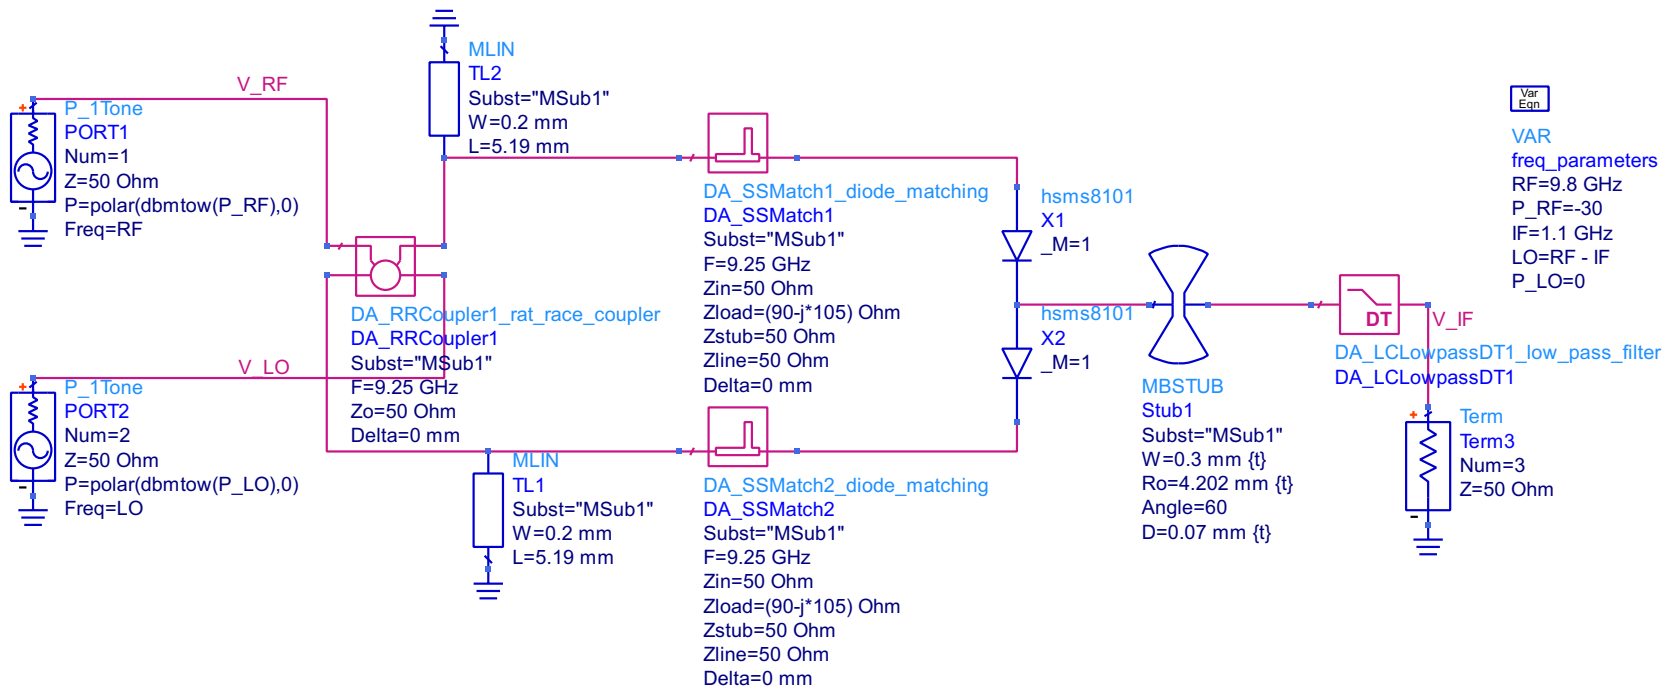 V_RF
P_1Tone
PORT1
Num=1
Z=50 Ohm
P=polar(dbmtow(P_RF),0)
Freq=RF
MLIN
TL2
Subst="MSub1"
W=0.2 mm
L=5.19 mm
DA_RRCoupler1_rat_race_coupler
DA_RRCoupler1
Subst="MSub1"
F=9.25 GHz
Zo=50 Ohm
Delta=0 mm
V_LO
P_1Tone
PORT2
Num=2
Z=50 Ohm
P=polar(dbmtow(P_LO),0)
Freq=LO
MLIN
TL1
Subst="MSub1"
W=0.2 mm
L=5.19 mm
DA_SSMatch1_diode_matching
DA_SSMatch1
Subst="MSub1"
F=9.25 GHz
Zin=50 Ohm
Zload=(90-j*105) Ohm
Zstub=50 Ohm
Zline=50 Ohm
Delta=0 mm
DA_SSMatch2_diode_matching
DA_SSMatch2
Subst="MSub1"
F=9.25 GHz
Zin=50 Ohm
Zload=(90-j*105) Ohm
Zstub=50 Ohm
Zline=50 Ohm
Delta=0 mm
hsms8101
X1
_M=1
hsms8101
X2
_M=1
MBSTUB
Stub1
Subst="MSub1"
W=0.3 mm {t}
Ro=4.202 mm {t}
Angle=60
D=0.07 mm {t}
DT
V_IF
DA_LCLowpassDT1_low_pass_filter
DA_LCLowpassDT1
Term
Term3
Num=3
Z=50 Ohm
Var
Eqn
VAR
freq_parameters
RF=9.8 GHz
P_RF=-30
IF=1.1 GHz
LO=RF - IF
P_LO=0